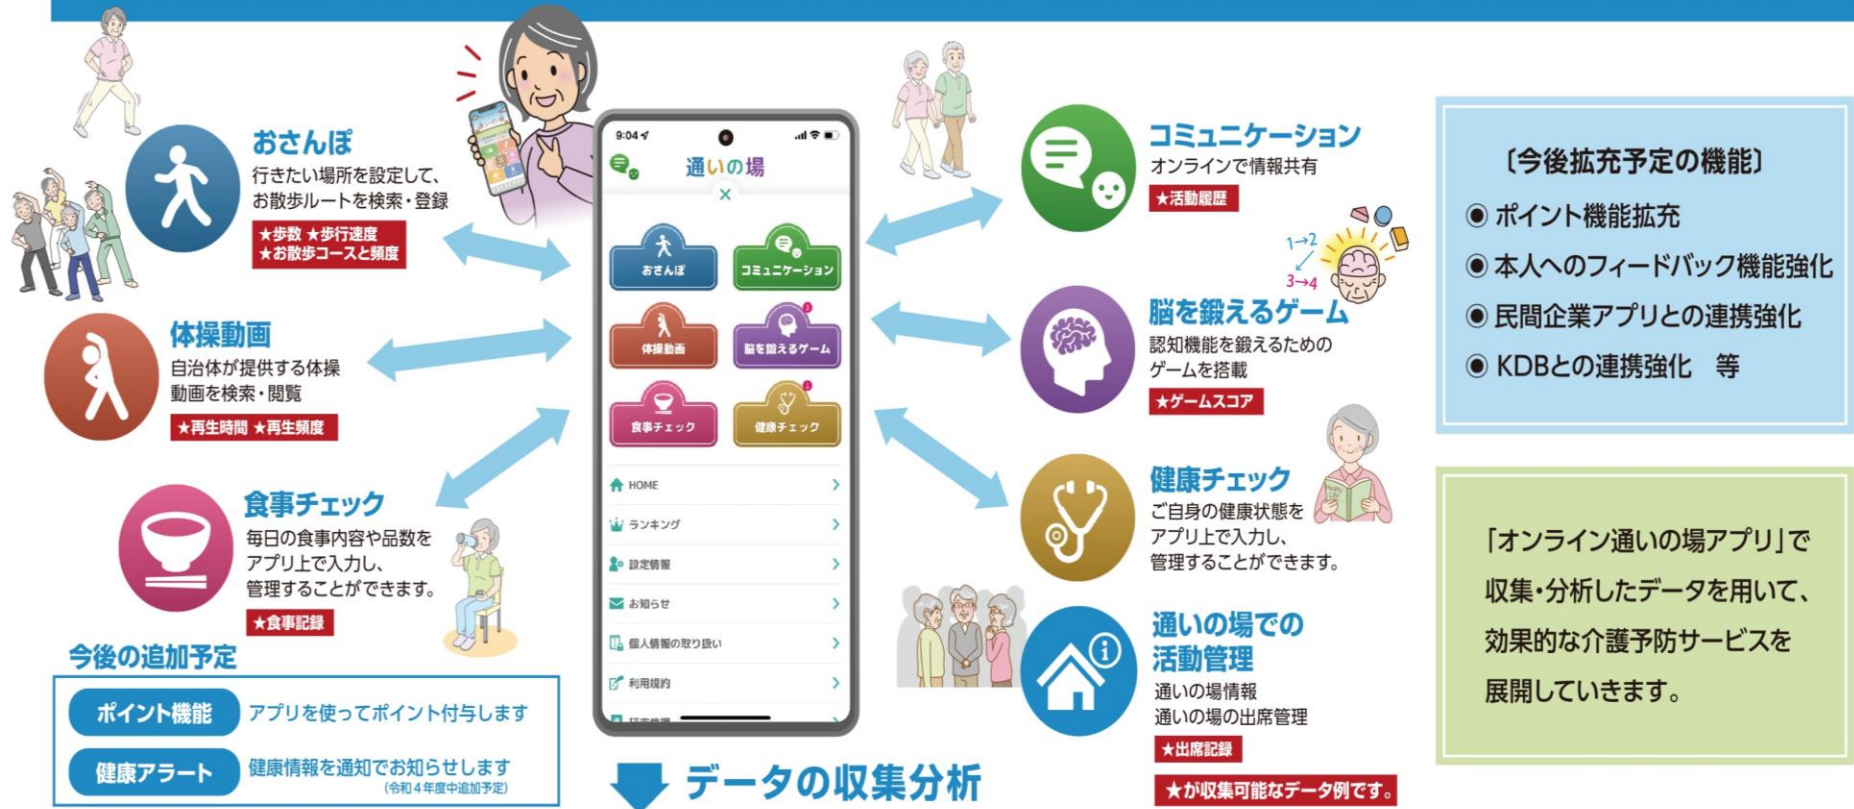 おさんぽ
行きたい場所を設定して、
お散歩ルートを検索・登録
★歩数 ★歩行速度
★お散歩コースと頻度
体操動画
自治体が提供する体操
動画を検索・閲覧
★再生時間 ★再生頻度
食事チェック
毎日の食事内容や品数を
アプリ上で入力し、
管理することができます。
★食事記録
今後の追加予定
ポイント機能 アプリを使ってポイント付与します
健康アラート 健康情報を通知でお知らせします
(令和4年度中追加予定)
9:04
通いの場
おさんぽ
コミュニケーション
体操動画
脳を鍛えるゲーム
食事チェック
健康チェック
HOME
ランキング
設定情報
お知らせ
個人情報の取り扱い
利用規約
データの収集分析
コミュニケーション
オンラインで情報共有
★活動履歴
1→2
3→4
脳を鍛えるゲーム
認知機能を鍛えるための
ゲームを搭載
★ゲームスコア
健康チェック
ご自身の健康状態を
アプリ上で入力し、
管理することができます。
通いの場での
活動管理
通いの場情報
通いの場の出席管理
★出席記録
★が収集可能なデータ例です。
〔今後拡充予定の機能〕
◉ ポイント機能拡充
◉ 本人へのフィードバック機能強化
◉ 民間企業アプリとの連携強化
◉ KDBとの連携強化　等
「オンライン通いの場アプリ」で
収集・分析したデータを用いて、
効果的な介護予防サービスを
展開していきます。